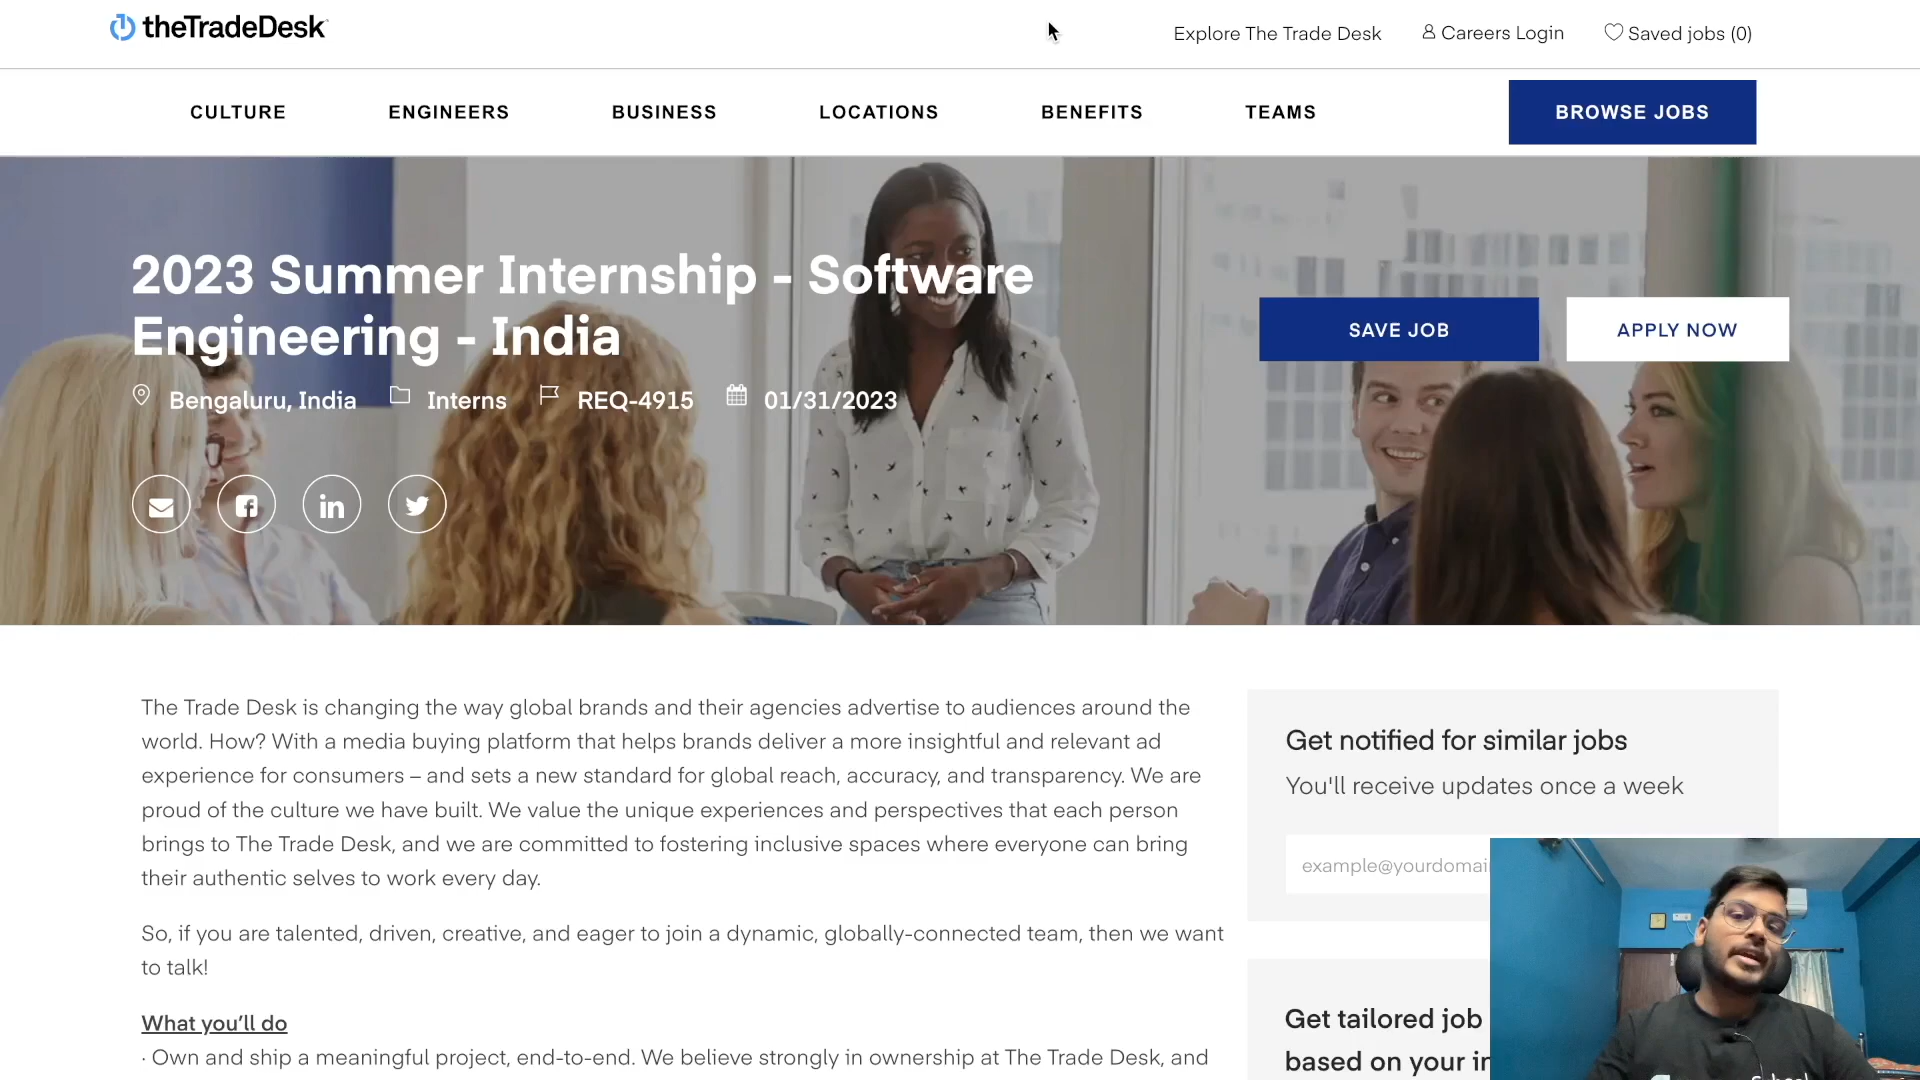 theTradeDesk
Explore The Trade Desk
Careers Login
Saved jobs (0)
CULTURE
ENGINEERS
BUSINESS
LOCATIONS
BENEFITS
TEAMS
BROWSE JOBS
2023 Summer Internship - Software
Engineering - India
SAVE JOB
APPLY NOW
Bengaluru, India
Interns
REQ-4915
01/31/2023
The Trade Desk is changing the way global brands and their agencies advertise to audiences around the
world. How? With a media buying platform that helps brands deliver a more insightful and relevant ad
experience for consumers – and sets a new standard for global reach, accuracy, and transparency. We are
proud of the culture we have built. We value the unique experiences and perspectives that each person
brings to The Trade Desk, and we are committed to fostering inclusive spaces where everyone can bring
their authentic selves to work every day.
So, if you are talented, driven, creative, and eager to join a dynamic, globally-connected team, then we want
to talk!
What you’ll do
· Own and ship a meaningful project, end-to-end. We believe strongly in ownership at The Trade Desk, and
Get notified for similar jobs
You'll receive updates once a week
example@yourdomai
Get tailored job
based on your in